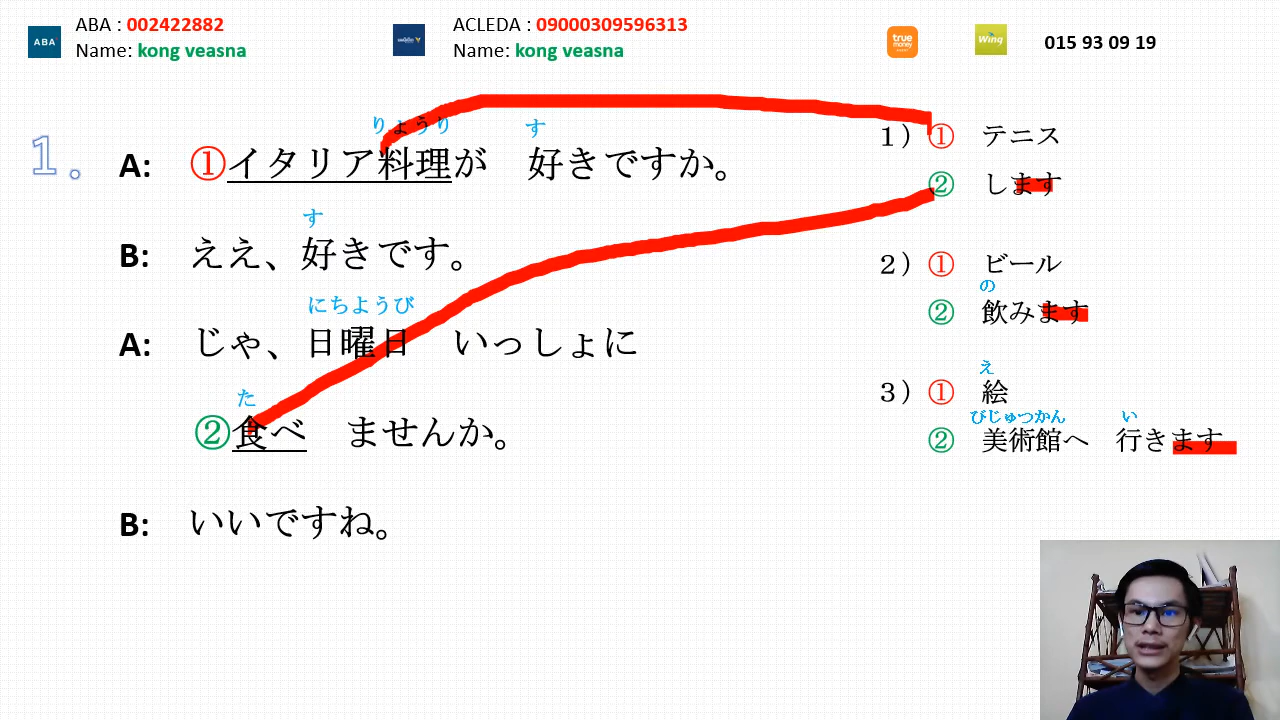 ABA : 002422882
Name: kong veasna
ACLEDA : 09000309596313
Name: kong veasna
015 93 09 19
ABA
true money
Wing
1。
りょうり す
A: ①イタリア料理が 好きですか。
す
B: ええ、好きです。
にちようび
A: じゃ、日曜日 いっしょに
た
②食べ ませんか。
B: いいですね。
1) ① テニス
② します
2) ① ビール
の
② 飲みます
え
3) ① 絵
びじゅつかん い
② 美術館へ 行きます